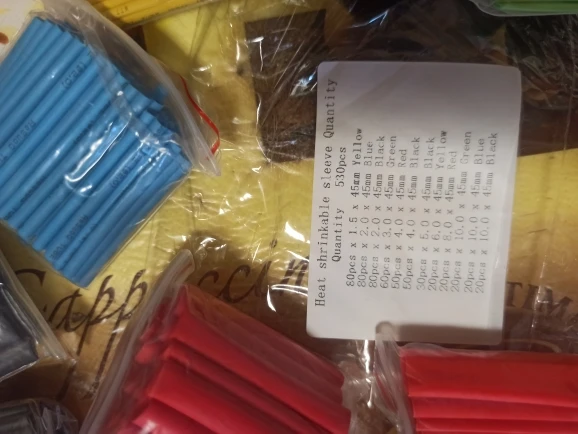 Heat shrinkable sleeve Quantity
Quantity 530pcs
80pcs x 1.5 x 45mm Yellow
80pcs x 2.0 x 45mm Blue
80pcs x 2.0 x 45mm Black
60pcs x 3.0 x 45mm Green
50pcs x 4.0 x 45mm Red
50pcs x 4.0 x 45mm Black
30pcs x 5.0 x 45mm Black
20pcs x 6.0 x 45mm Yellow
20pcs x 8.0 x 45mm Red
20pcs x 10.0 x 45mm Green
20pcs x 10.0 x 45mm Blue
20pcs x 10.0 x 45mm Black